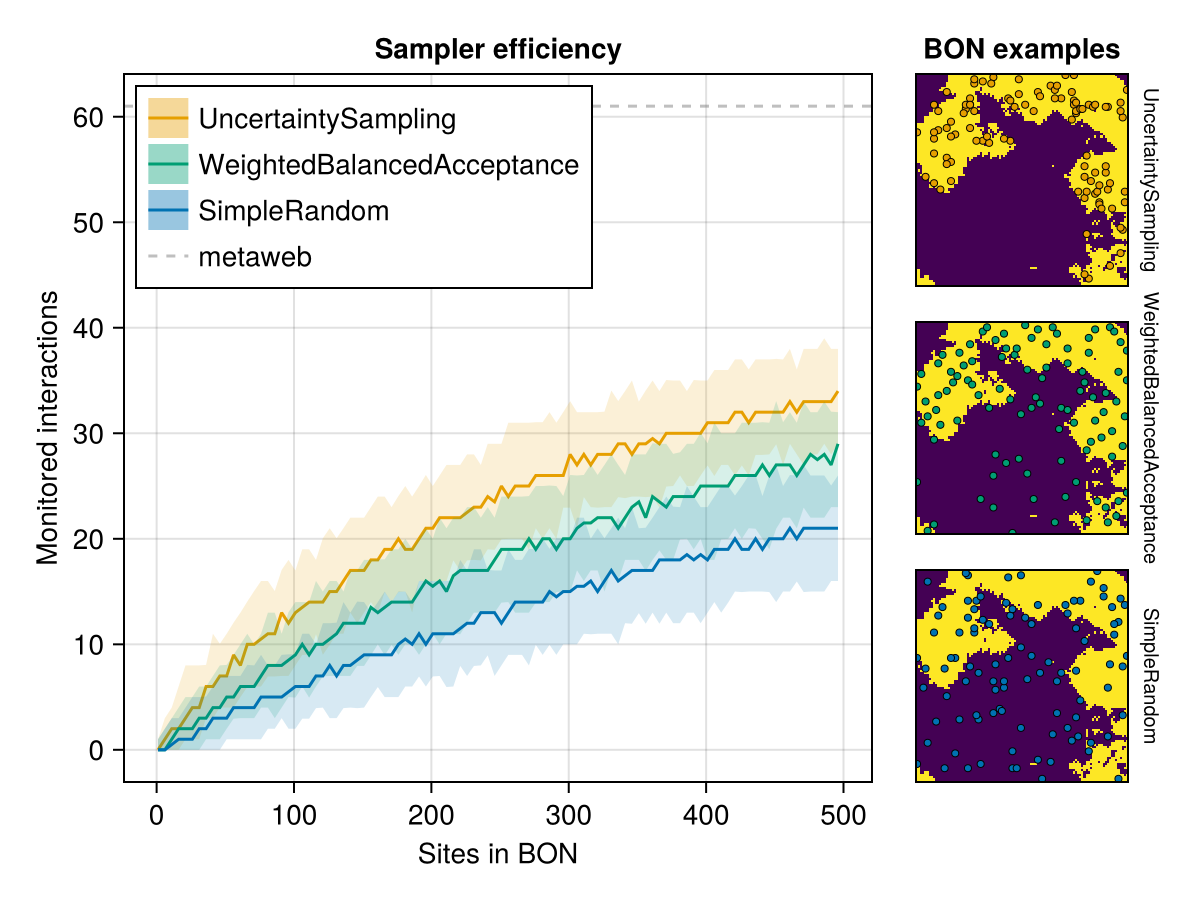 Sampler efficiency
UncertaintySampling
WeightedBalancedAcceptance
SimpleRandom
metaweb
60
50
40
30
20
10
0
Monitored interactions
0 100 200 300 400 500
Sites in BON
BON examples
UncertaintySampling
WeightedBalancedAcceptance
SimpleRandom